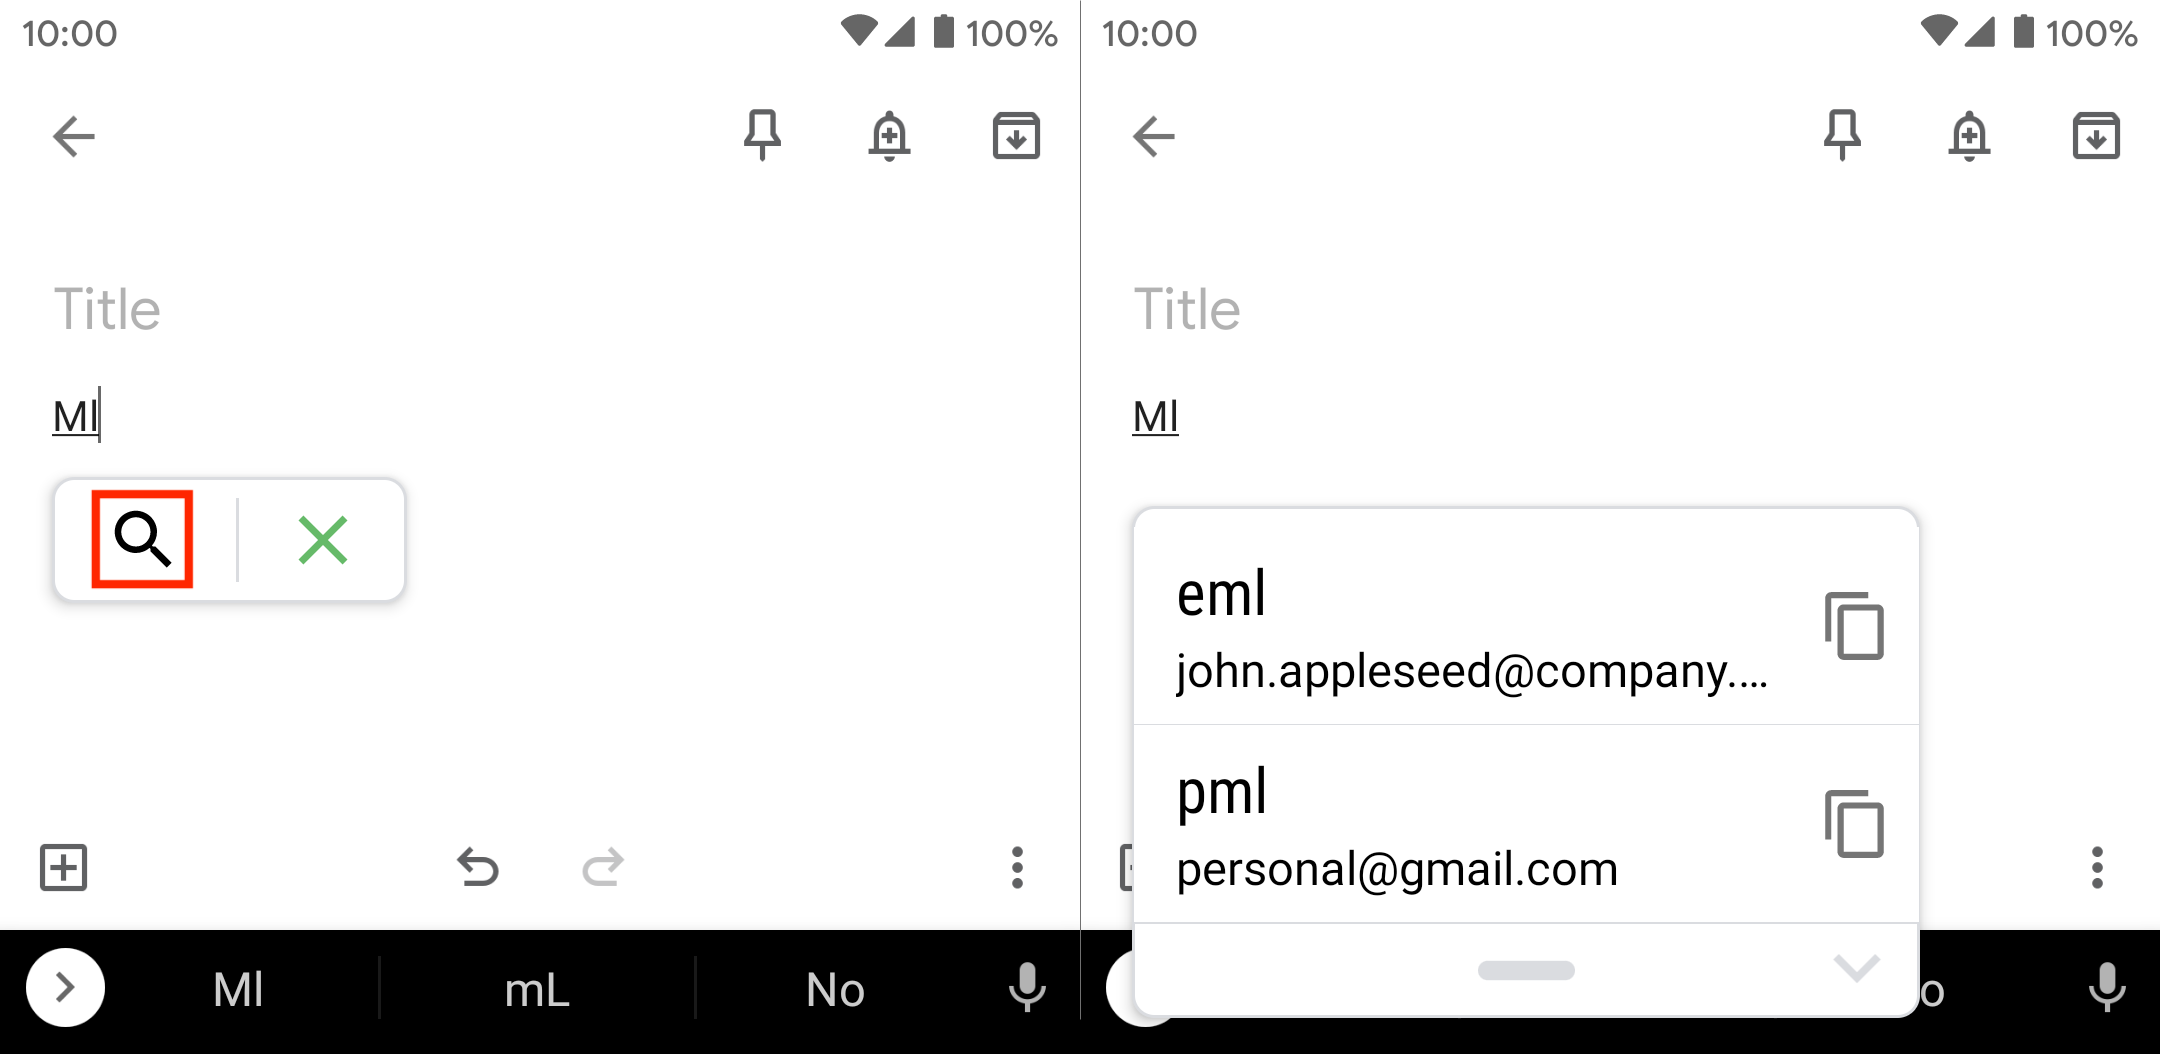 10:00 100%
Title
Ml
Ml mL No
10:00 100%
Title
Ml
eml
john.appleseed@company....
pml
personal@gmail.com
o